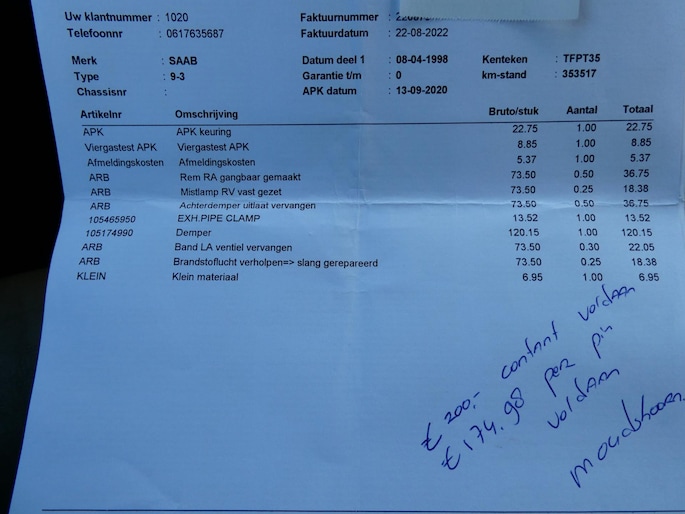 Uw klantnummer : 1020 Faktuurnummer :
Telefoonnr : 0617635687 Faktuurdatum : 22-08-2022
Merk : SAAB Datum deel 1 : 08-04-1998 Kenteken : TFPT35
Type : 9-3 Garantie t/m : 0 km-stand : 353517
Chassisnr : APK datum : 13-09-2020
Artikelnr Omschrijving Bruto/stuk Aantal Totaal
APK APK keuring 22.75 1.00 22.75
Viergastest APK Viergastest APK 8.85 1.00 8.85
Afmeldingskosten Afmeldingskosten 5.37 1.00 5.37
ARB Rem RA gangbaar gemaakt 73.50 0.50 36.75
ARB Mistlamp RV vast gezet 73.50 0.25 18.38
ARB Achterdemper uitlaat vervangen 73.50 0.50 36.75
105465950 EXH.PIPE CLAMP 13.52 1.00 13.52
105174990 Demper 120.15 1.00 120.15
ARB Band LA ventiel vervangen 73.50 0.30 22.05
ARB Brandstoflucht verholpen=> slang gerepareerd 73.50 0.25 18.38
KLEIN Klein materiaal 6.95 1.00 6.95
€ 200,- contant voldaan
€ 174.98 per pin
voldaan